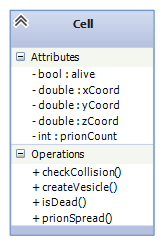 Cell
Attributes
- bool : alive
- double : xCoord
- double : yCoord
- double : zCoord
- int : prionCount
Operations
+ checkCollision()
+ createVesicle()
+ isDead()
+ prionSpread()